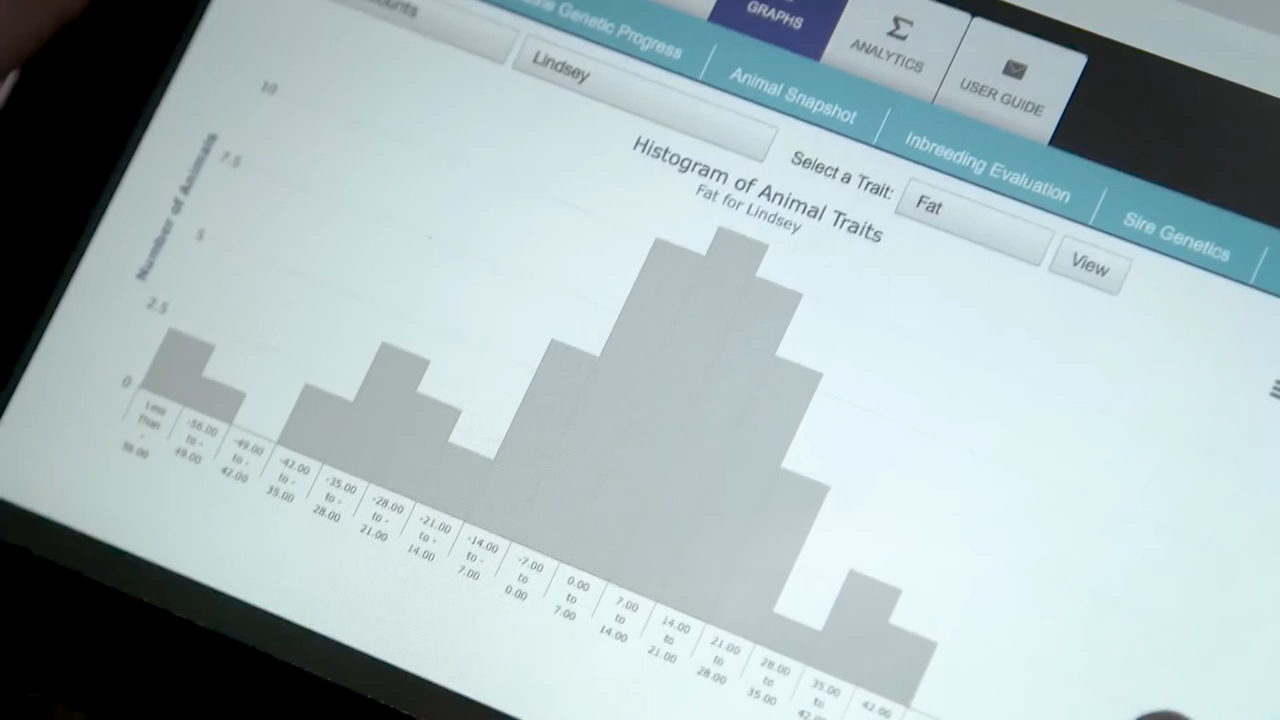 GRAPHS
ANALYTICS
USER GUIDE
Genetic Progress
Animal Snapshot
Inbreeding Evaluation
Sire Genetics
Lindsey
Select a Trait:
Fat
View
Histogram of Animal Traits
Fat for Lindsey
Number of Animals
10
7.5
5
2.5
0
Less
Than
-
56.00
-56.00
to -
49.00
-49.00
to -
42.00
-42.00
to -
35.00
-35.00
to -
28.00
-28.00
to -
21.00
-21.00
to -
14.00
-14.00
to -
7.00
-7.00
to
0.00
0.00
to
7.00
7.00
to
14.00
14.00
to
21.00
21.00
to
28.00
28.00
to
35.00
35.00
to
42.00